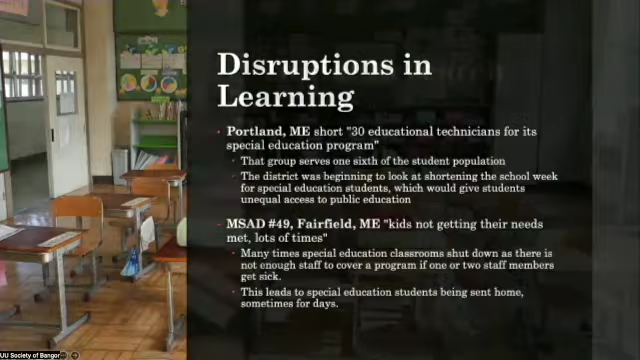 Disruptions in
Learning
Portland, ME short "30 educational technicians for its
special education program"
That group serves one sixth of the student population
The district was beginning to look at shortening the school week
for special education students, which would give students
unequal access to public education
MSAD #49, Fairfield, ME "kids not getting their needs
met, lots of times"
Many times special education classrooms shut down as there is
not enough staff to cover a program if one or two staff members
get sick.
This leads to special education students being sent home,
sometimes for days.
UU Society of Bangor